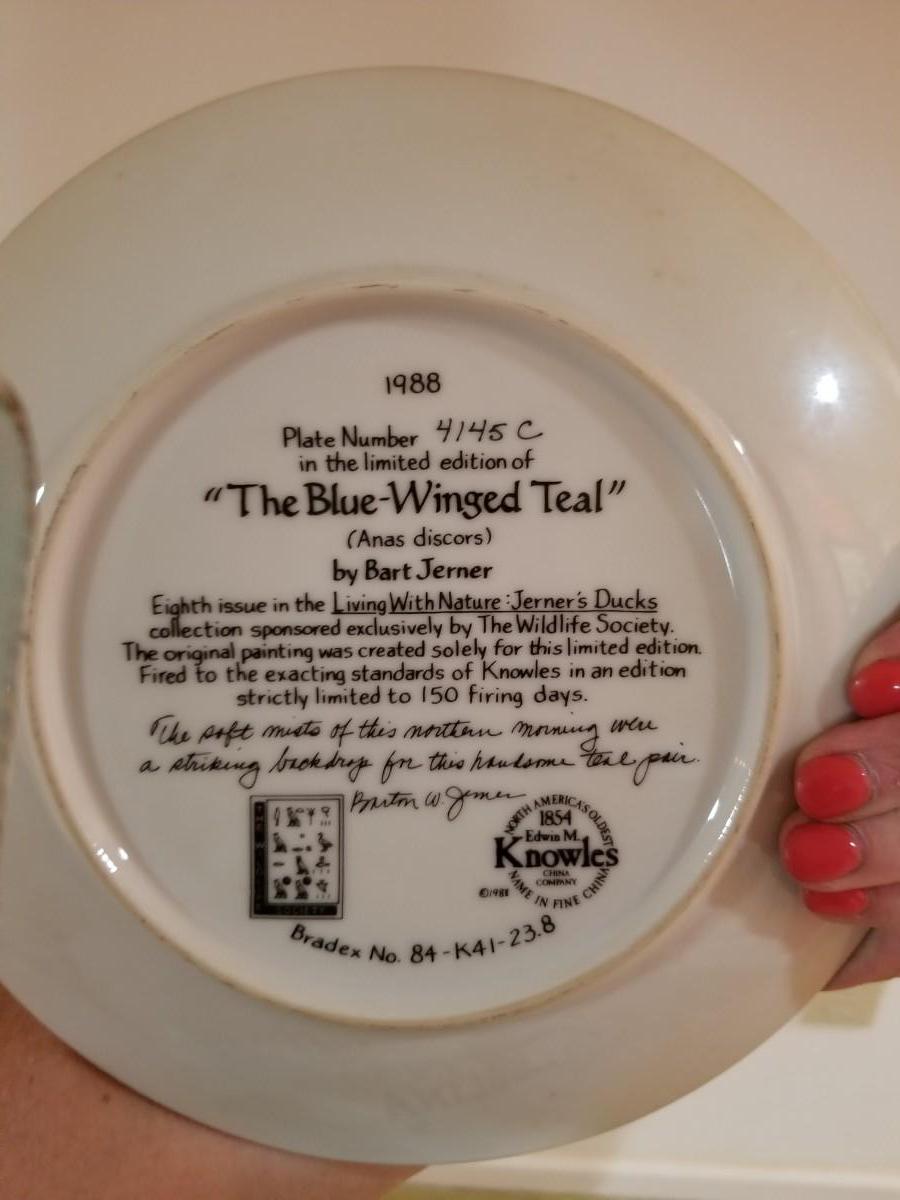 1988
Plate Number 4145 C
in the limited edition of
"The Blue-Winged Teal"
(Anas discors)
by Bart Jerner
Eighth issue in the Living With Nature: Jerner's Ducks
collection sponsored exclusively by The Wildlife Society.
The original painting was created solely for this limited edition.
Fired to the exacting standards of Knowles in an edition
strictly limited to 150 firing days.
The soft mists of this northern morning were
a striking backdrop for this handsome teal pair.
Barton W. Jerner
THE WILDLIFE
SOCIETY
NORTH AMERICA'S OLDEST
1854
Edwin M.
Knowles
CHINA
COMPANY
NAME IN FINE CHINA
©1988
Bradex No. 84-K41-23.8